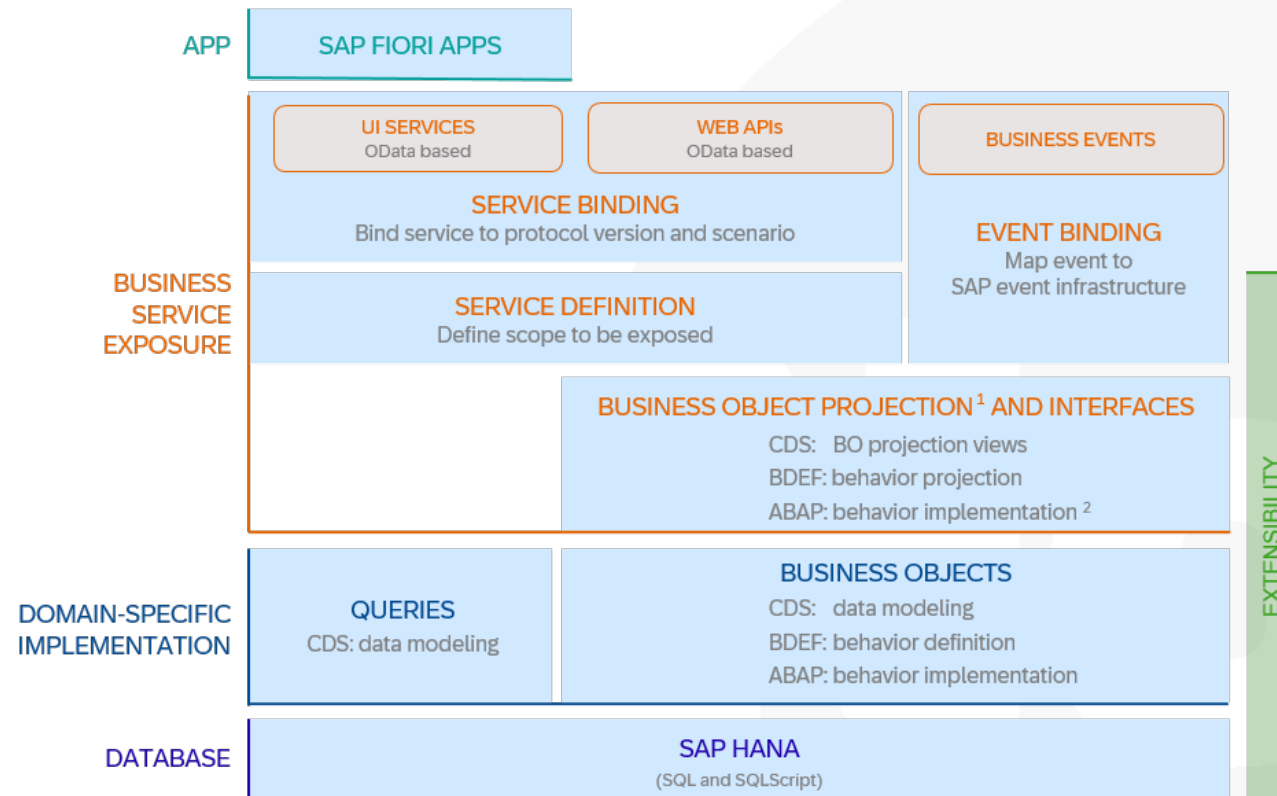 APP
SAP FIORI APPS
UI SERVICES
OData based
WEB APIs
OData based
BUSINESS EVENTS
SERVICE BINDING
Bind service to protocol version and scenario
EVENT BINDING
Map event to
SAP event infrastructure
BUSINESS
SERVICE
EXPOSURE
SERVICE DEFINITION
Define scope to be exposed
BUSINESS OBJECT PROJECTION¹ AND INTERFACES
CDS: BO projection views
BDEF: behavior projection
ABAP: behavior implementation ²
EXTENSIBILITY
DOMAIN-SPECIFIC
IMPLEMENTATION
QUERIES
CDS: data modeling
BUSINESS OBJECTS
CDS: data modeling
BDEF: behavior definition
ABAP: behavior implementation
DATABASE
SAP HANA
(SQL and SQLScript)